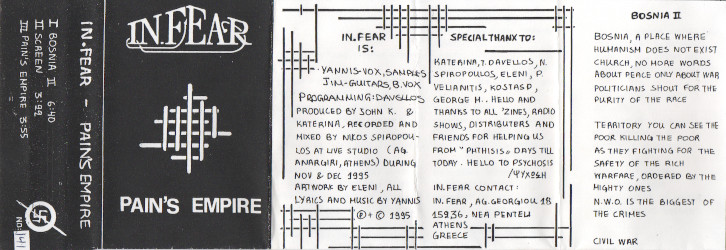 IN.FEAR - PAIN'S EMPIRE
I BOSNIA II 6:40
II SCREEN 3:22
III PAIN'S EMPIRE 3:55
ND-141
IN.FEAR
PAIN'S EMPIRE
IN.FEAR
IS:
YANNIS-VOX, SAMPLES
JIM-GUITARS, B.VOX
PROGRAMMING: DAVELLOS
PRODUCED BY JOHN K. &
KATERINA, RECORDED AND
MIXED BY NIKOS SPIROPOU-
LOS AT LIVE STUDIO (AG.
ANARGIRI, ATHENS) DURING
NOV & DEC 1995
ARTWORK BY ELENI, ALL
LYRICS AND MUSIC BY YANNIS
℗+© 1995
SPECIAL THANX TO:
KATERINA, T. DAVELLOS, N.
SPIROPOULOS, ELENI, P.
VELIANITIS, KOSTAS D,
GEORGE M.. HELLO AND
THANKS TO ALL 'ZINES, RADIO
SHOWS, DISTRIBUTERS AND
FRIENDS FOR HELPING US
FROM "PHTHISIS" DAYS TILL
TODAY. HELLO TO PSYCHOSIS
IN.FEAR CONTACT:
IN.FEAR, AG. GEORGIOU 18
15236, NEA PENTELI
ATHENS
GREECE
BOSNIA II
BOSNIA, A PLACE WHERE
HUMANISM DOES NOT EXIST
CHURCH, NO MORE WORDS
ABOUT PEACE ONLY ABOUT WAR
POLITICIANS SHOUT FOR THE
PURITY OF THE RACE
TERRITORY YOU CAN SEE THE
POOR KILLING THE POOR
AS THEY FIGHTING FOR THE
SAFETY OF THE RICH
WARFARE, ORDERED BY THE
MIGHTY ONES
N.W.O. IS THE BIGGEST OF
THE CRIMES
CIVIL WAR